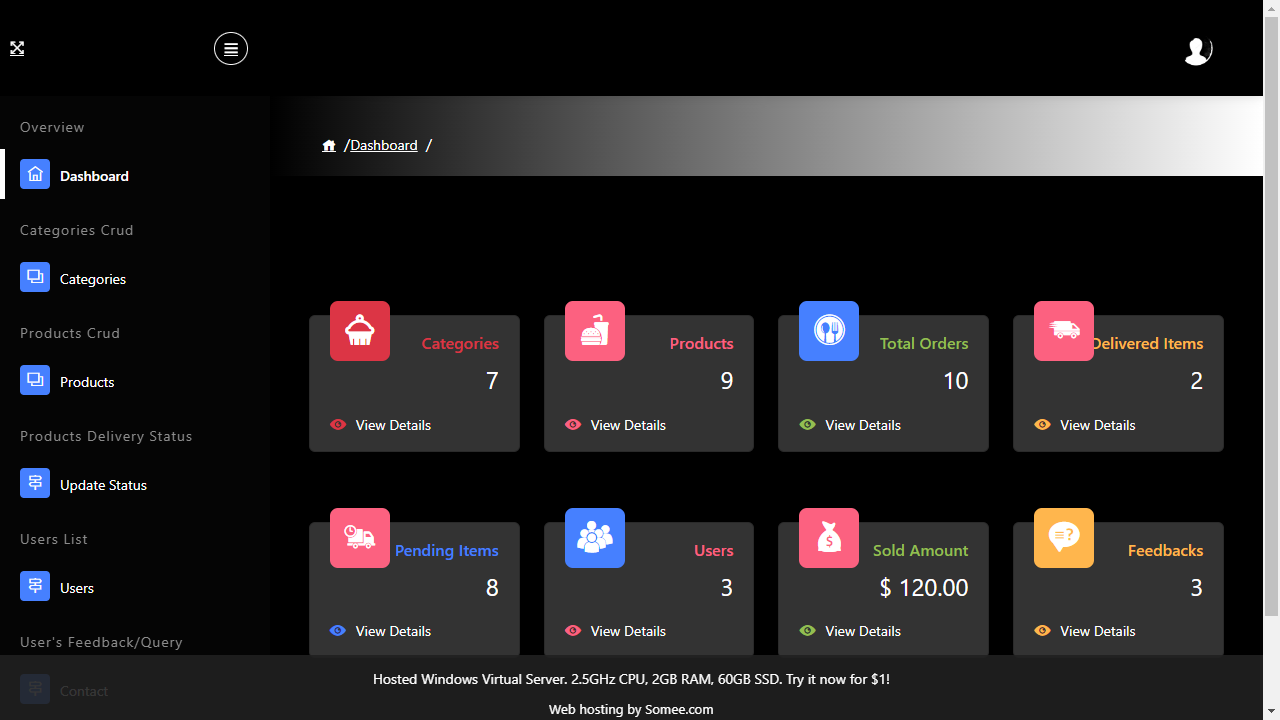 Overview
/Dashboard /
Dashboard
Categories Crud
Categories
Products Crud
Products
Products Delivery Status
Update Status
Users List
Users
User's Feedback/Query
Contact
Categories
7
View Details
Products
9
View Details
Total Orders
10
View Details
Delivered Items
2
View Details
Pending Items
8
View Details
Users
3
View Details
$
Sold Amount
$ 120.00
View Details
=?
Feedbacks
3
View Details
Hosted Windows Virtual Server. 2.5GHz CPU, 2GB RAM, 60GB SSD. Try it now for $1!
Web hosting by Somee.com